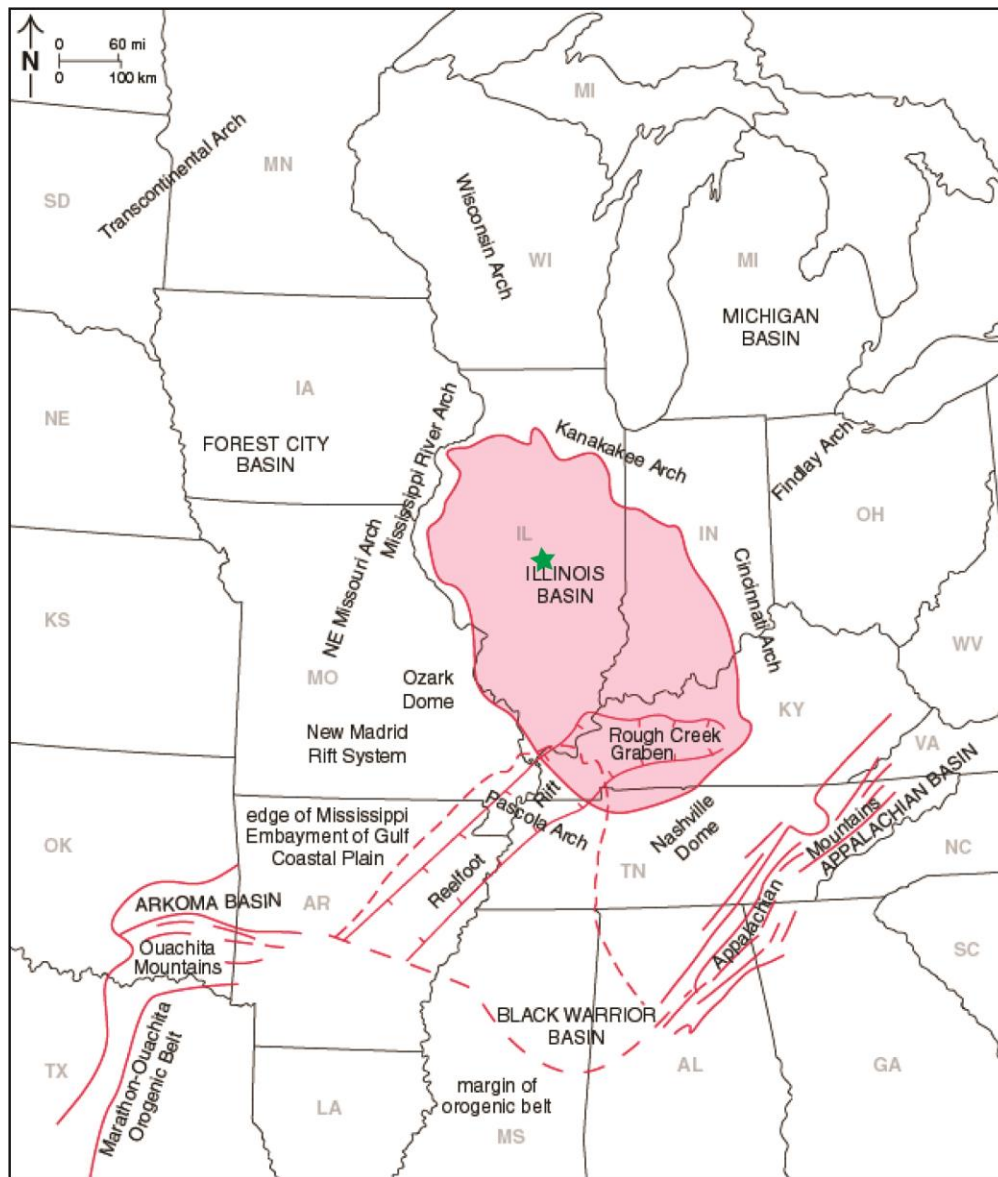 N
0 60 mi
0 100 km
MI
MN
SD
Transcontinental Arch
Wisconsin Arch
WI
MI
MICHIGAN
BASIN
IA
NE
FOREST CITY
BASIN
Mississippi River Arch
Kanakakee Arch
Findlay Arch
OH
IL
IN
ILLINOIS
BASIN
NE Missouri Arch
Cincinnati Arch
KS
MO
Ozark
Dome
WV
KY
New Madrid
Rift System
Rough Creek
Graben
VA
edge of Mississippi
Embayment of Gulf
Coastal Plain
Rift
Pascola Arch
Nashville
Dome
Mountains
APPALACHIAN BASIN
OK
TN
NC
Reelfoot
ARKOMA BASIN
AR
Appalachian
Ouachita
Mountains
SC
BLACK WARRIOR
BASIN
Marathon-Ouachita
Orogenic Belt
TX
AL
GA
LA
margin of
orogenic belt
MS